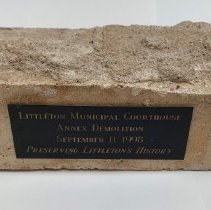 Littleton Municipal Courthouse
Annex Demolition
September 11, 1998
Preserving Littleton's History